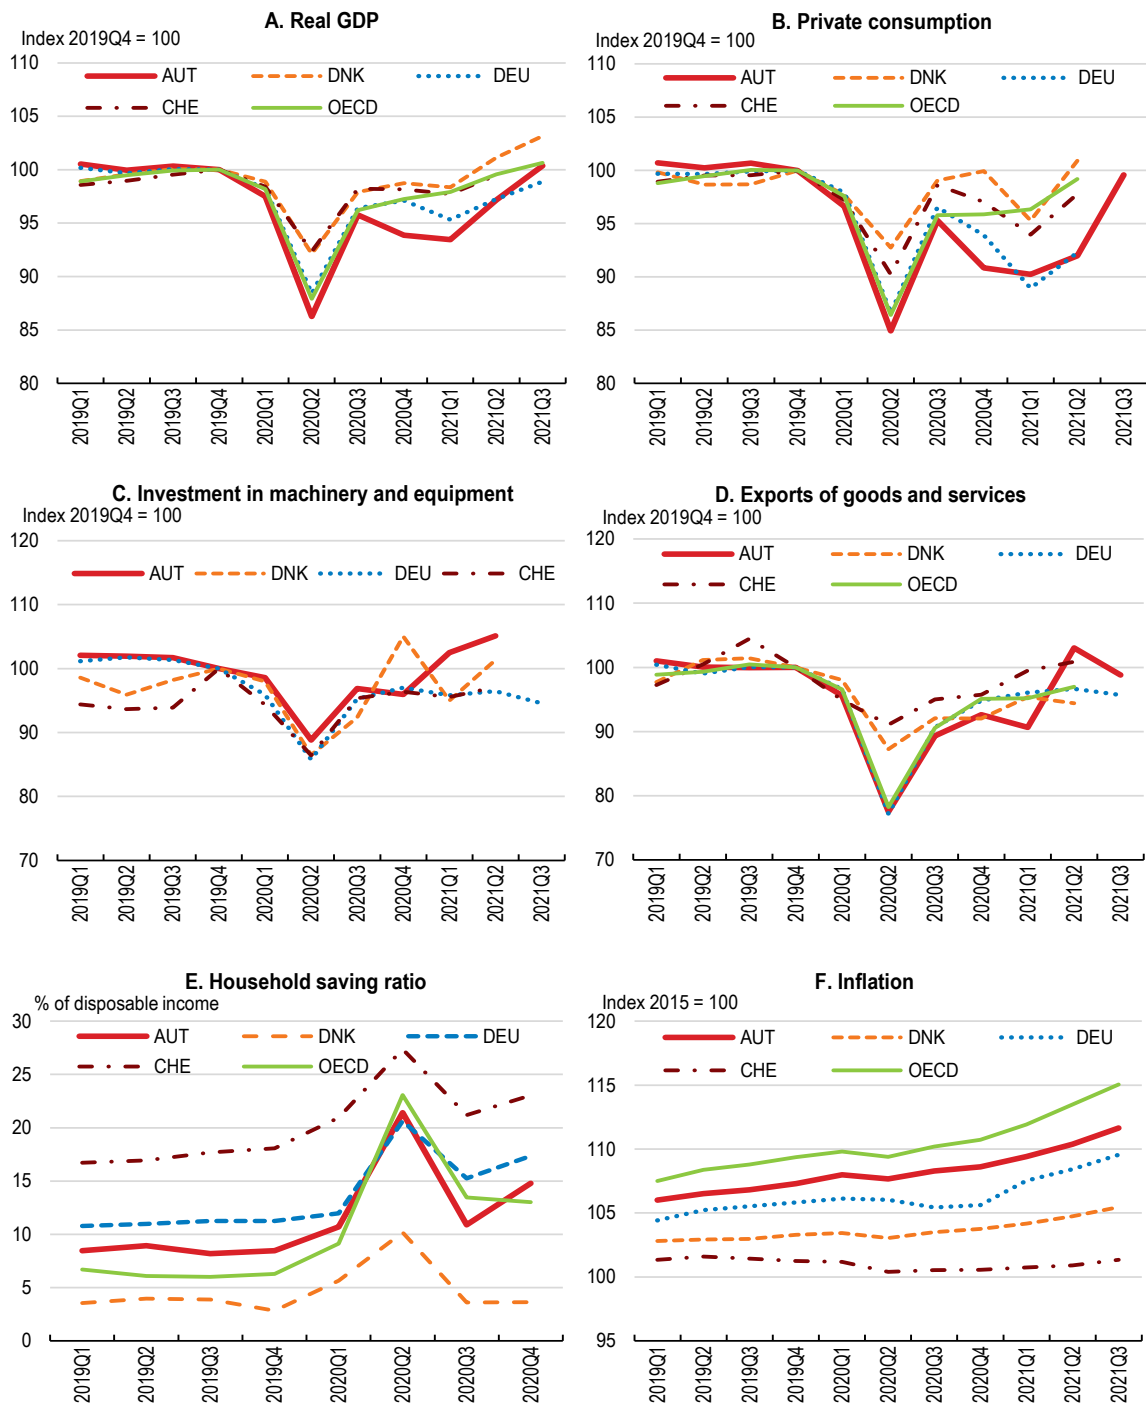 A. Real GDP
Index 2019Q4 = 100
110
AUT DNK DEU
CHE OECD
105
100
95
90
85
80
2019Q1 2019Q2 2019Q3 2019Q4 2020Q1 2020Q2 2020Q3 2020Q4 2021Q1 2021Q2 2021Q3
B. Private consumption
Index 2019Q4 = 100
110
AUT DNK DEU
CHE OECD
105
100
95
90
85
80
2019Q1 2019Q2 2019Q3 2019Q4 2020Q1 2020Q2 2020Q3 2020Q4 2021Q1 2021Q2 2021Q3
C. Investment in machinery and equipment
Index 2019Q4 = 100
120
AUT DNK DEU CHE
110
100
90
80
70
2019Q1 2019Q2 2019Q3 2019Q4 2020Q1 2020Q2 2020Q3 2020Q4 2021Q1 2021Q2 2021Q3
D. Exports of goods and services
Index 2019Q4 = 100
120
AUT DNK DEU
CHE OECD
110
100
90
80
70
2019Q1 2019Q2 2019Q3 2019Q4 2020Q1 2020Q2 2020Q3 2020Q4 2021Q1 2021Q2 2021Q3
E. Household saving ratio
% of disposable income
30
AUT DNK DEU
CHE OECD
25
20
15
10
5
0
2019Q1 2019Q2 2019Q3 2019Q4 2020Q1 2020Q2 2020Q3 2020Q4
F. Inflation
Index 2015 = 100
120
AUT DNK DEU
CHE OECD
115
110
105
100
95
2019Q1 2019Q2 2019Q3 2019Q4 2020Q1 2020Q2 2020Q3 2020Q4 2021Q1 2021Q2 2021Q3